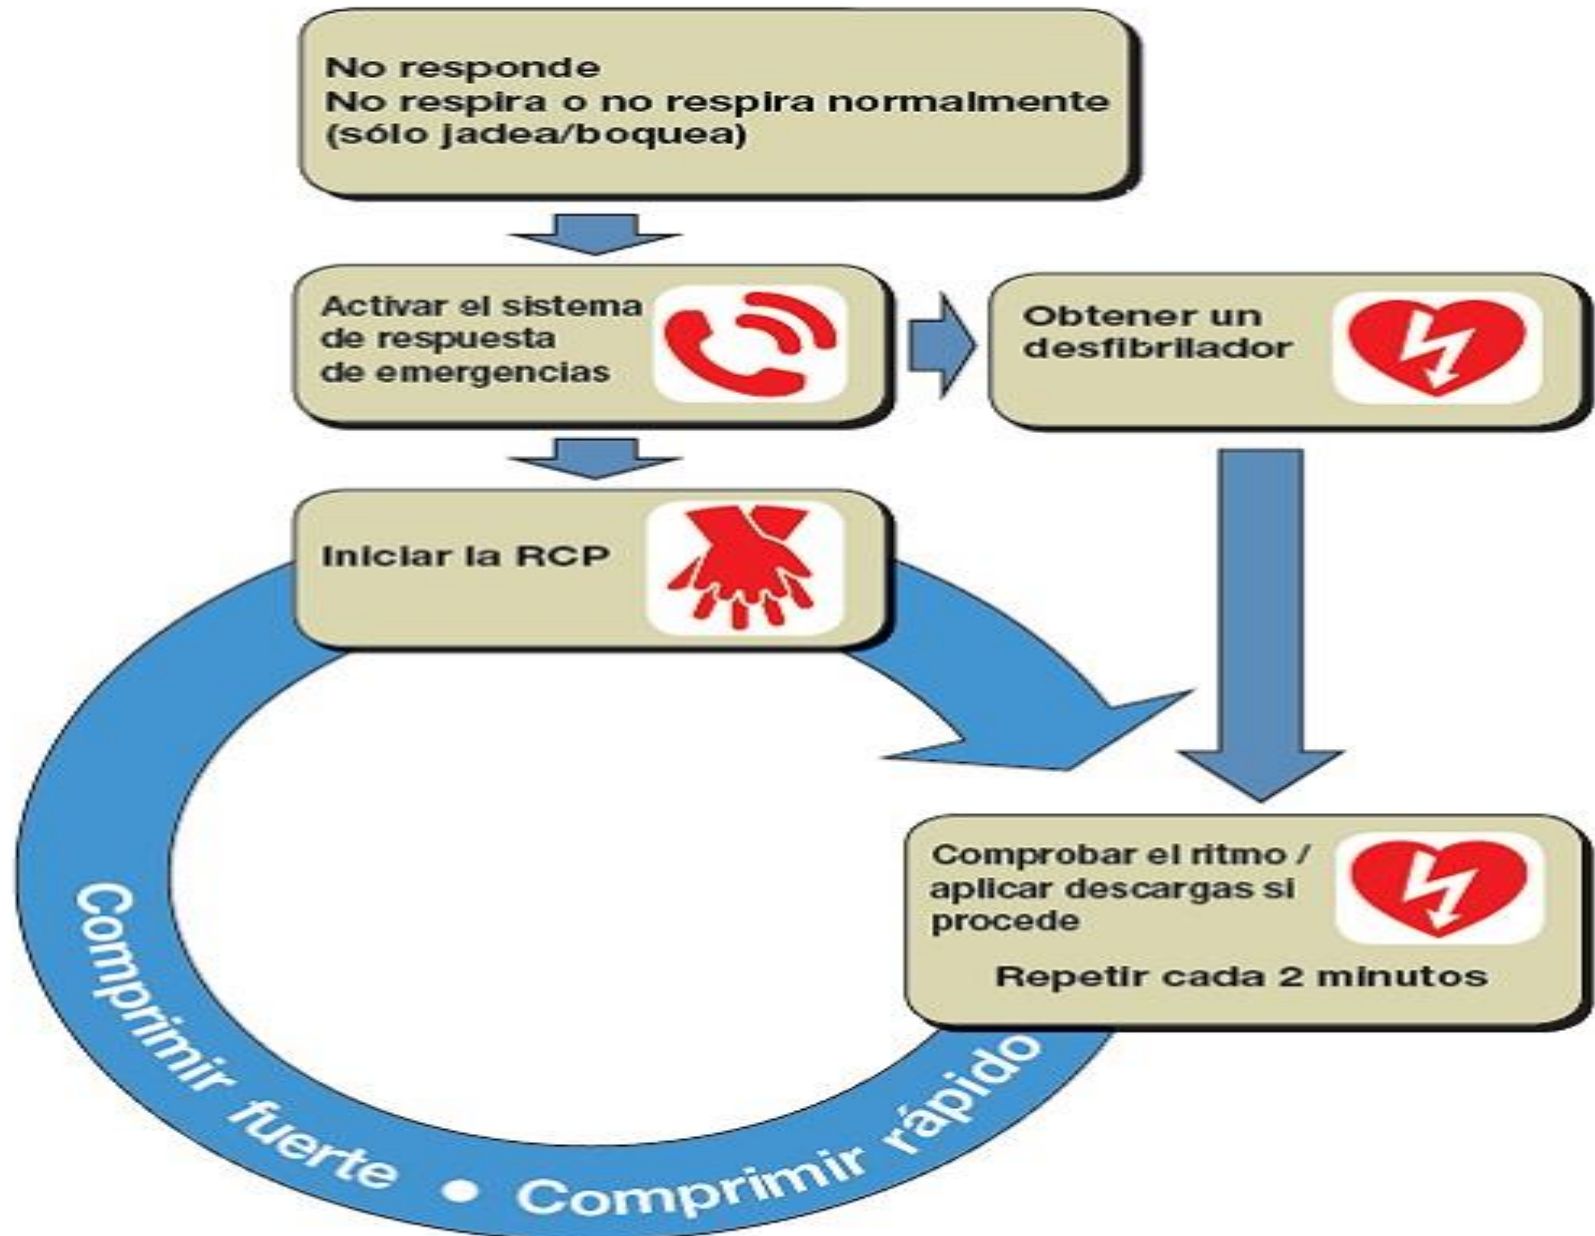 No responde
No respira o no respira normalmente
(sólo jadea/boquea)
Activar el sistema
de respuesta
de emergencias
Obtener un
desfibrilador
Iniciar la RCP
Comprobar el ritmo /
aplicar descargas si
procede
Repetir cada 2 minutos
Comprimir fuerte • Comprimir rápido